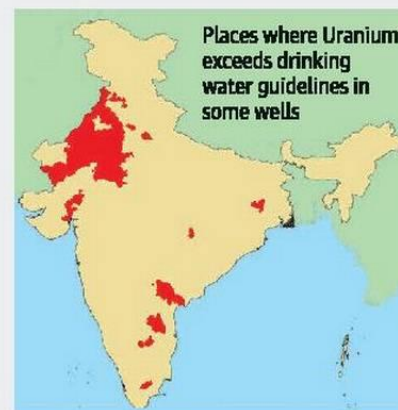 Places where Uranium
exceeds drinking
water guidelines in
some wells